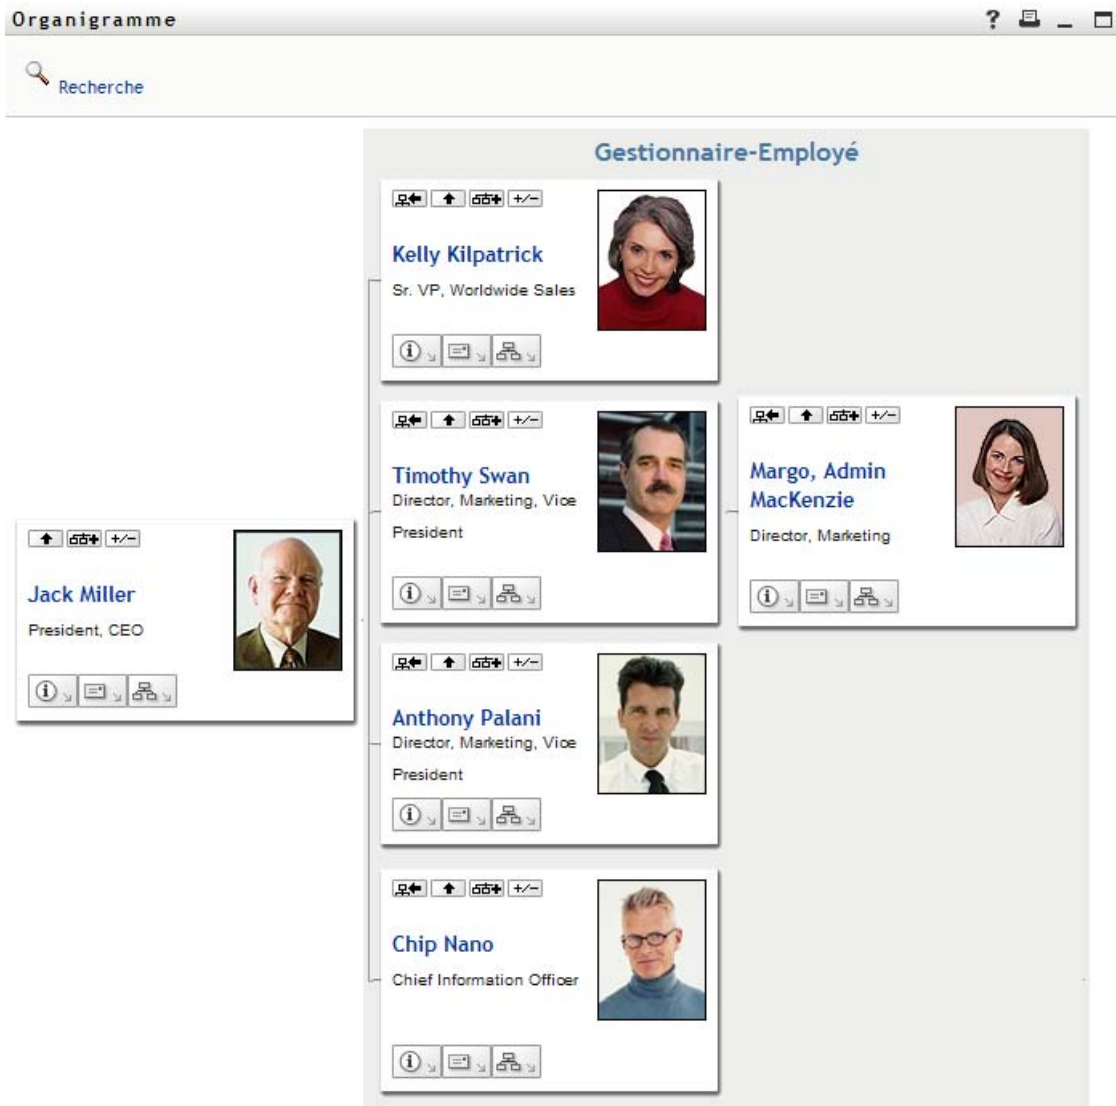 Organigramme
?
Recherche
Gestionnaire-Employé
+/-
Kelly Kilpatrick
Sr. VP, Worldwide Sales
+/-
Timothy Swan
Director, Marketing, Vice
President
+/-
Margo, Admin
MacKenzie
Director, Marketing
+/-
Jack Miller
President, CEO
+/-
Anthony Palani
Director, Marketing, Vice
President
+/-
Chip Nano
Chief Information Officer